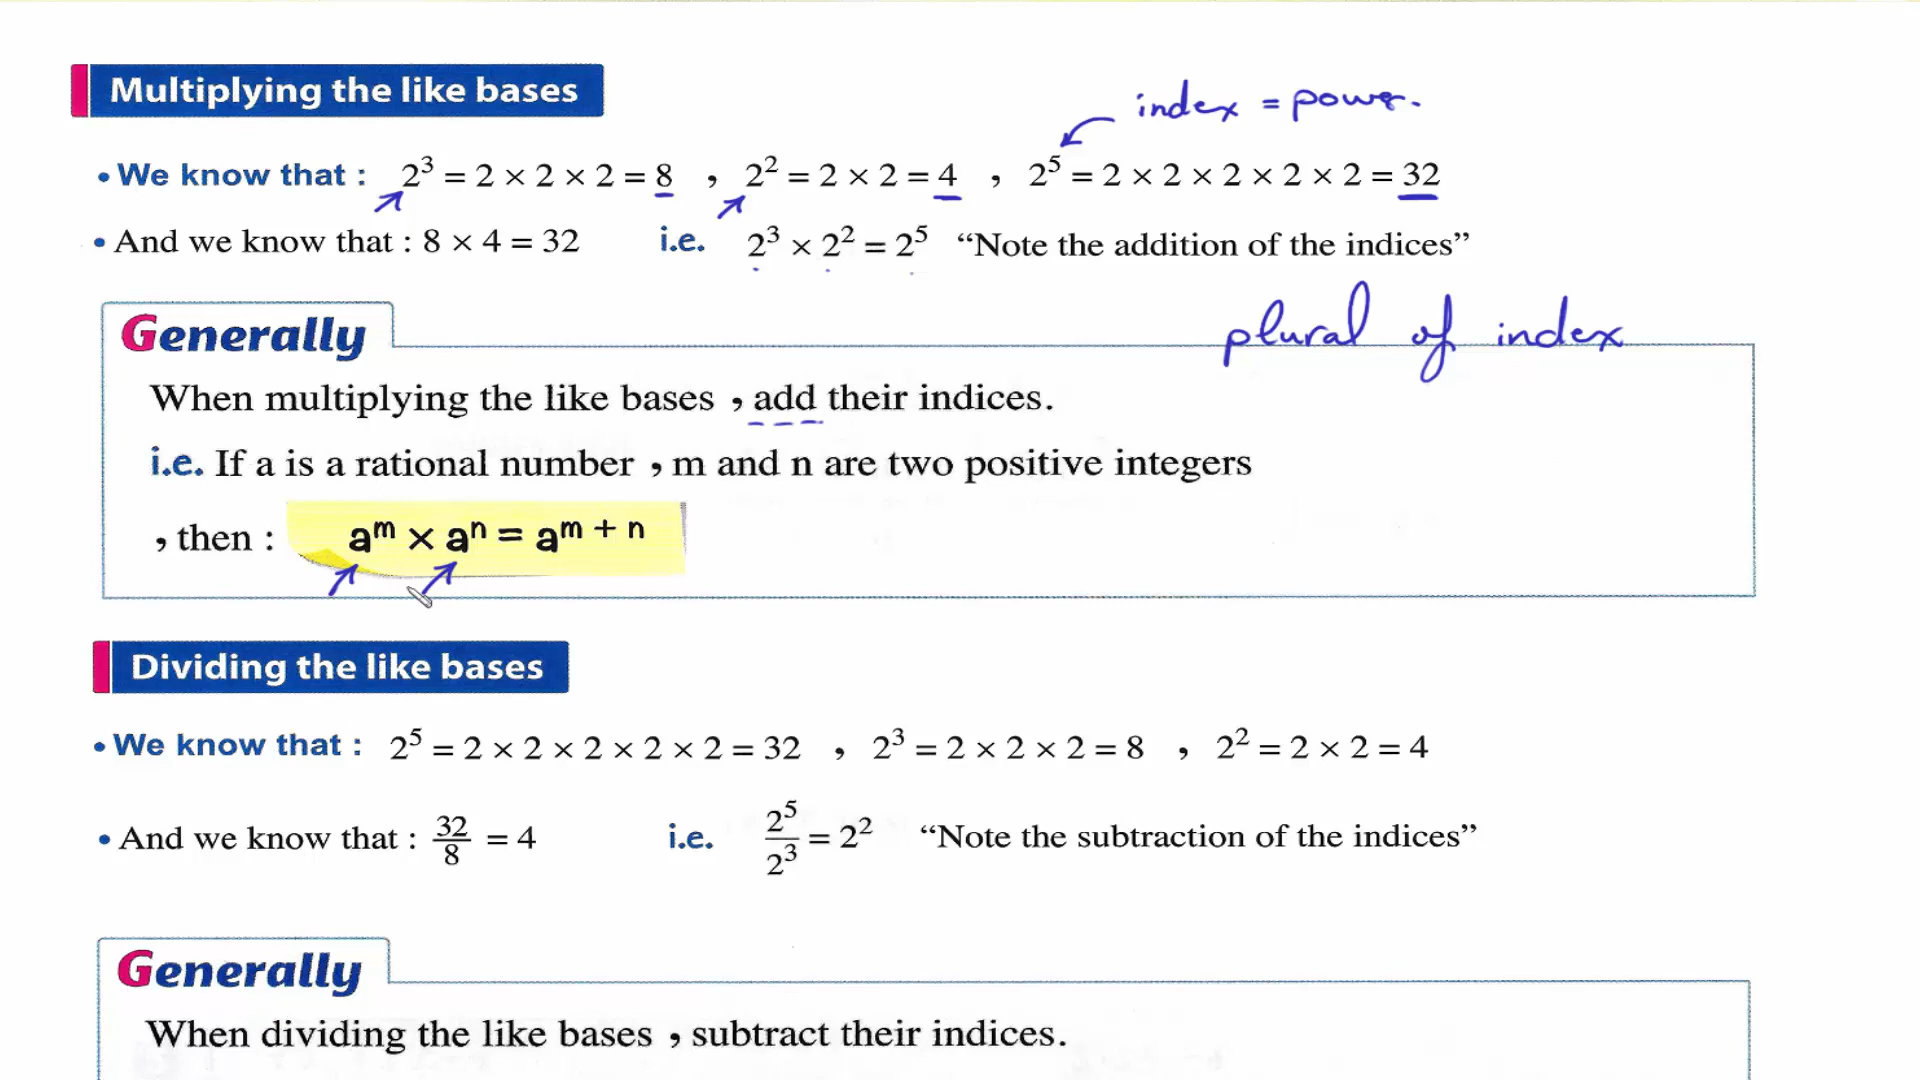 Multiplying the like bases
index = power.
• We know that : 2³ = 2 × 2 × 2 = 8 , 2² = 2 × 2 = 4 , 2⁵ = 2 × 2 × 2 × 2 × 2 = 32
• And we know that : 8 × 4 = 32 i.e. 2³ × 2² = 2⁵ “Note the addition of the indices”
plural of index
Generally
When multiplying the like bases , add their indices.
i.e. If a is a rational number , m and n are two positive integers
, then : aᵐ × aⁿ = aᵐ ⁺ ⁿ
Dividing the like bases
• We know that : 2⁵ = 2 × 2 × 2 × 2 × 2 = 32 , 2³ = 2 × 2 × 2 = 8 , 2² = 2 × 2 = 4
• And we know that : 32/8 = 4 i.e. 2⁵/2³ = 2² “Note the subtraction of the indices”
Generally
When dividing the like bases , subtract their indices.